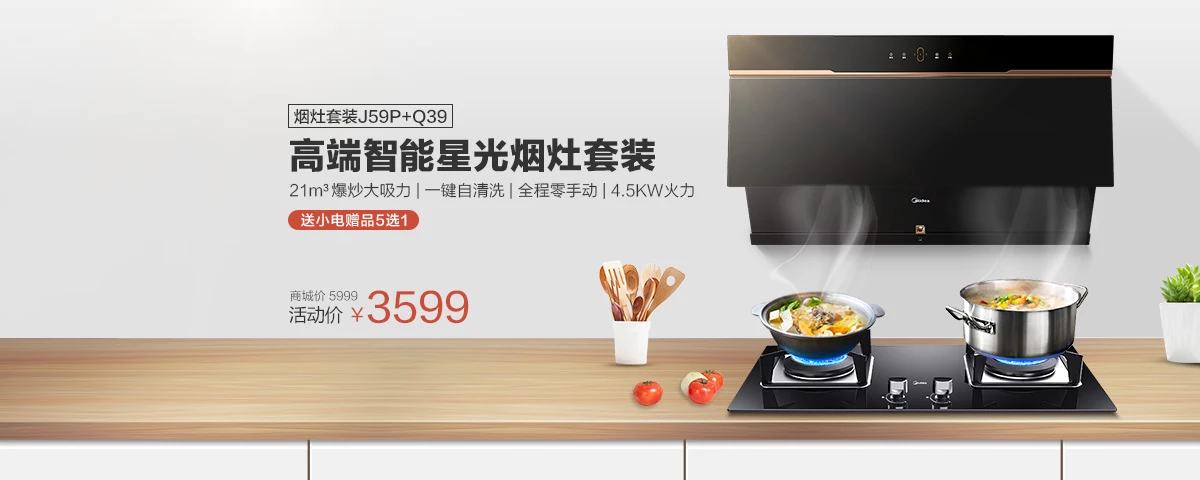 烟灶套装J59P+Q39
高端智能星光烟灶套装
21m³爆炒大吸力 | 一键自清洗 | 全程零手动 | 4.5KW火力
送小电赠品5选1
商城价 5999
活动价 ¥3599
Midea
Midea